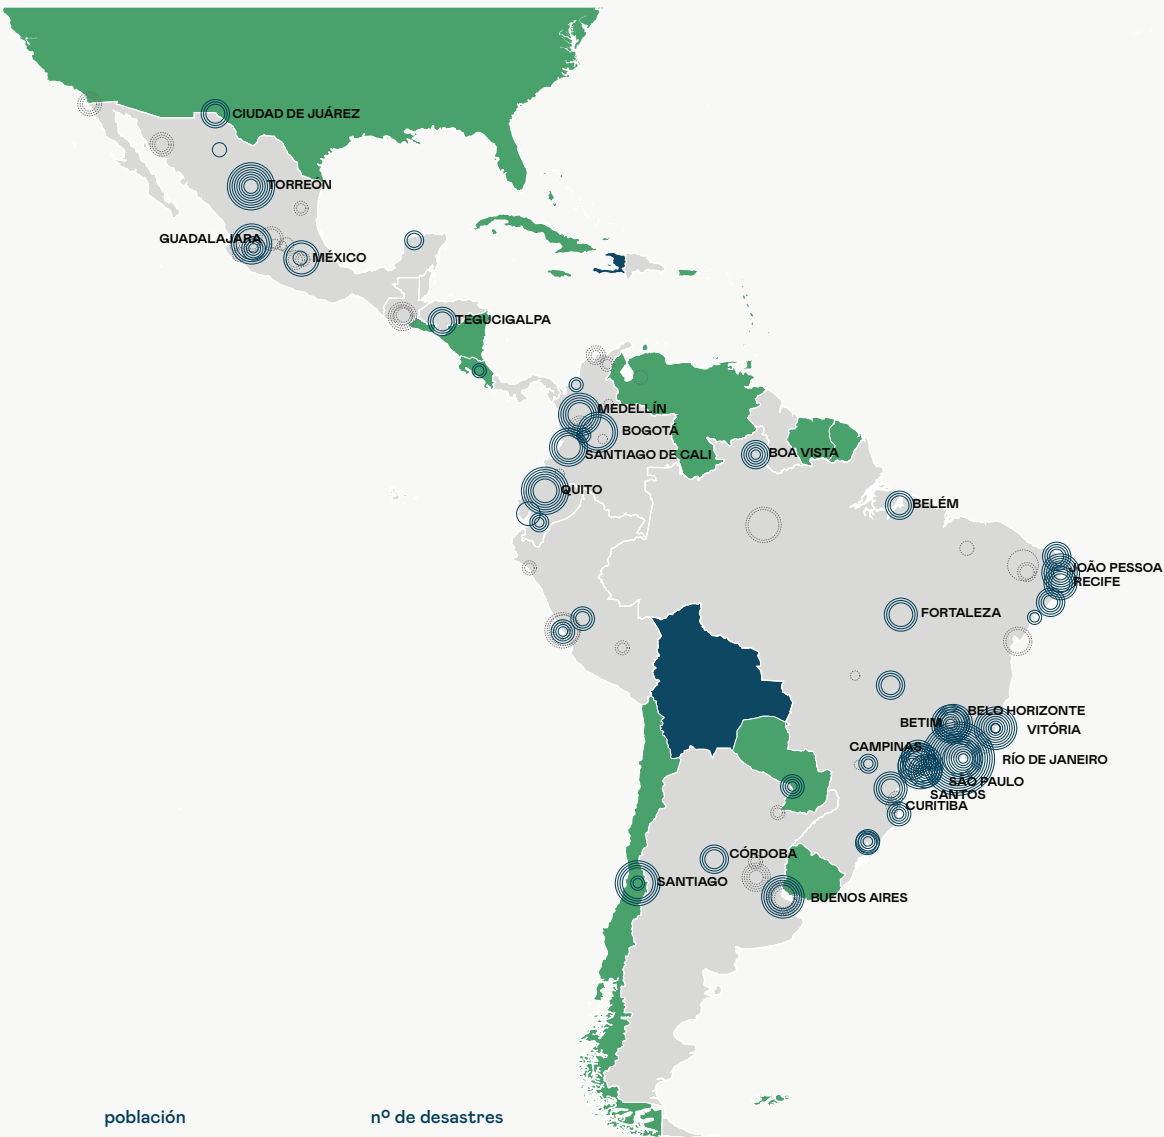 CIUDAD DE JUÁREZ
TORREÓN
GUADALAJARA
MÉXICO
TEGUCIGALPA
MEDELLÍN
BOGOTÁ
SANTIAGO DE CALI
BOA VISTA
QUITO
BELÉM
JOÃO PESSOA
RECIFE
FORTALEZA
BELO HORIZONTE
BETIM
VITÓRIA
CAMPINAS
RÍO DE JANEIRO
SÃO PAULO
SANTOS
CURITIBA
CÓRDOBA
SANTIAGO
BUENOS AIRES
población
nº de desastres